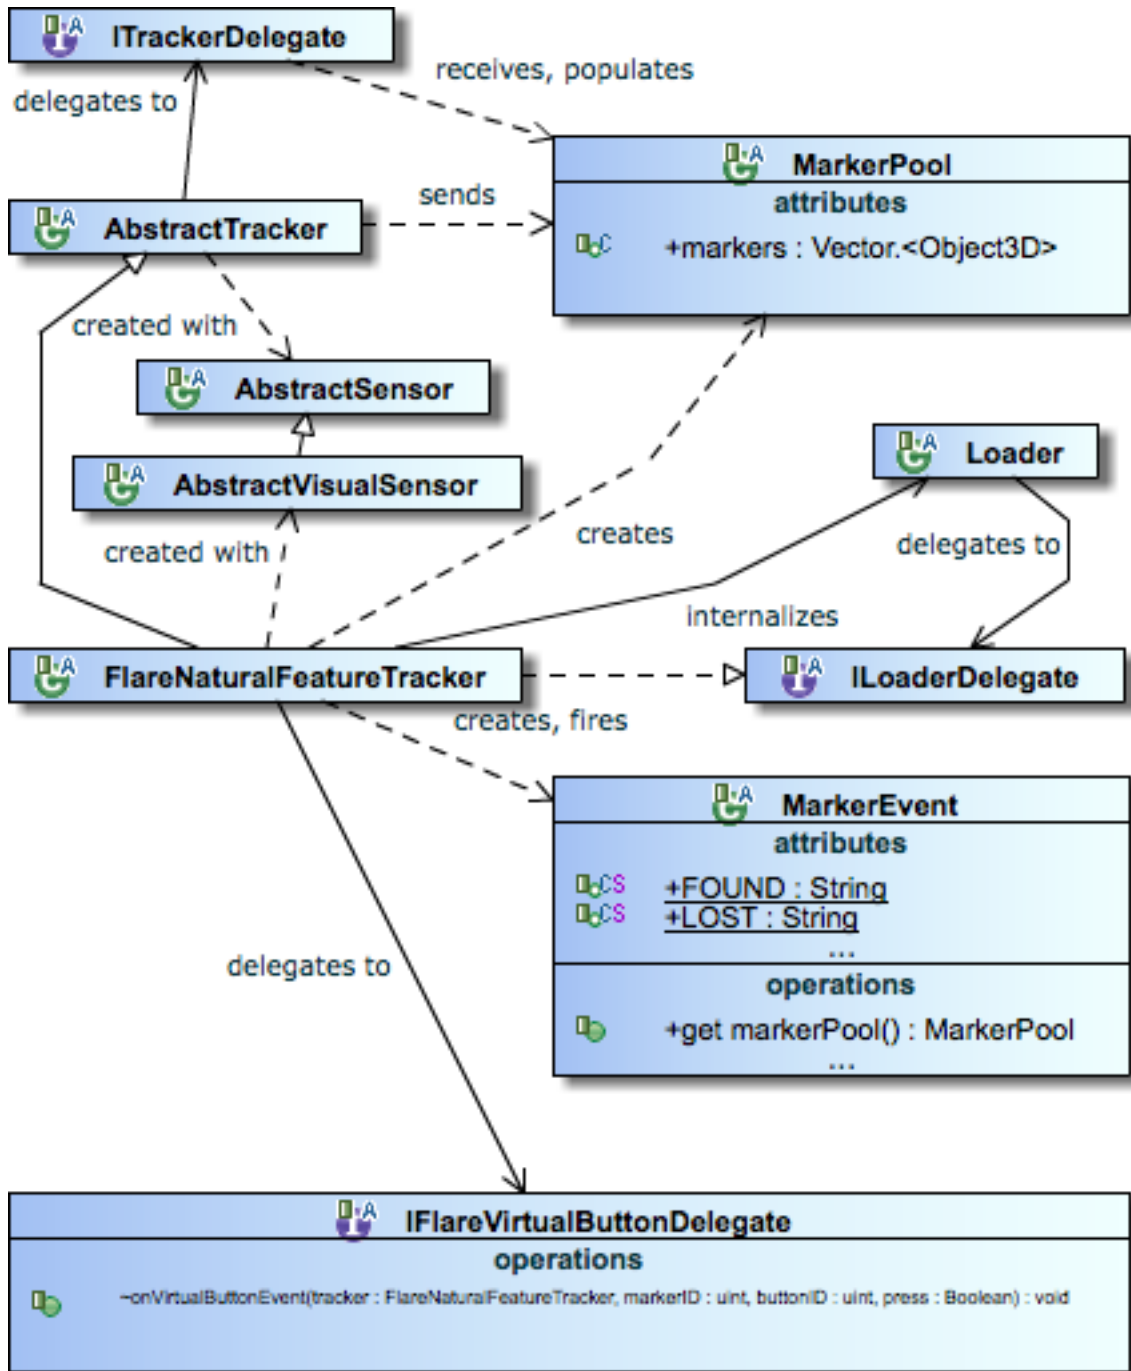 ITrackerDelegate
receives, populates
delegates to
MarkerPool
attributes
+markers : Vector.<Object3D>
sends
AbstractTracker
created with
AbstractSensor
Loader
AbstractVisualSensor
creates
delegates to
created with
internalizes
FlareNaturalFeatureTracker
ILoaderDelegate
creates, fires
MarkerEvent
attributes
+FOUND : String
+LOST : String
...
delegates to
operations
+get markerPool() : MarkerPool
...
IFlareVirtualButtonDelegate
operations
~onVirtualButtonEvent(tracker : FlareNaturalFeatureTracker, markerID : uint, buttonID : uint, press : Boolean) : void